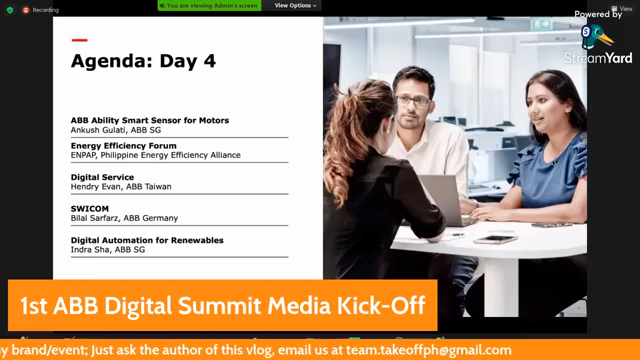 Recording
You are viewing Admin's screen
View Options
View
Powered by
StreamYard
Agenda: Day 4
ABB Ability Smart Sensor for Motors
Ankush Gulati, ABB SG
Energy Efficiency Forum
ENPAP, Philippine Energy Efficiency Alliance
Digital Service
Hendry Evan, ABB Taiwan
SWICOM
Bilal Sarfarz, ABB Germany
Digital Automation for Renewables
Indra Sha, ABB SG
1st ABB Digital Summit Media Kick-Off
y brand/event; Just ask the author of this vlog, email us at team.takeoffph@gmail.com